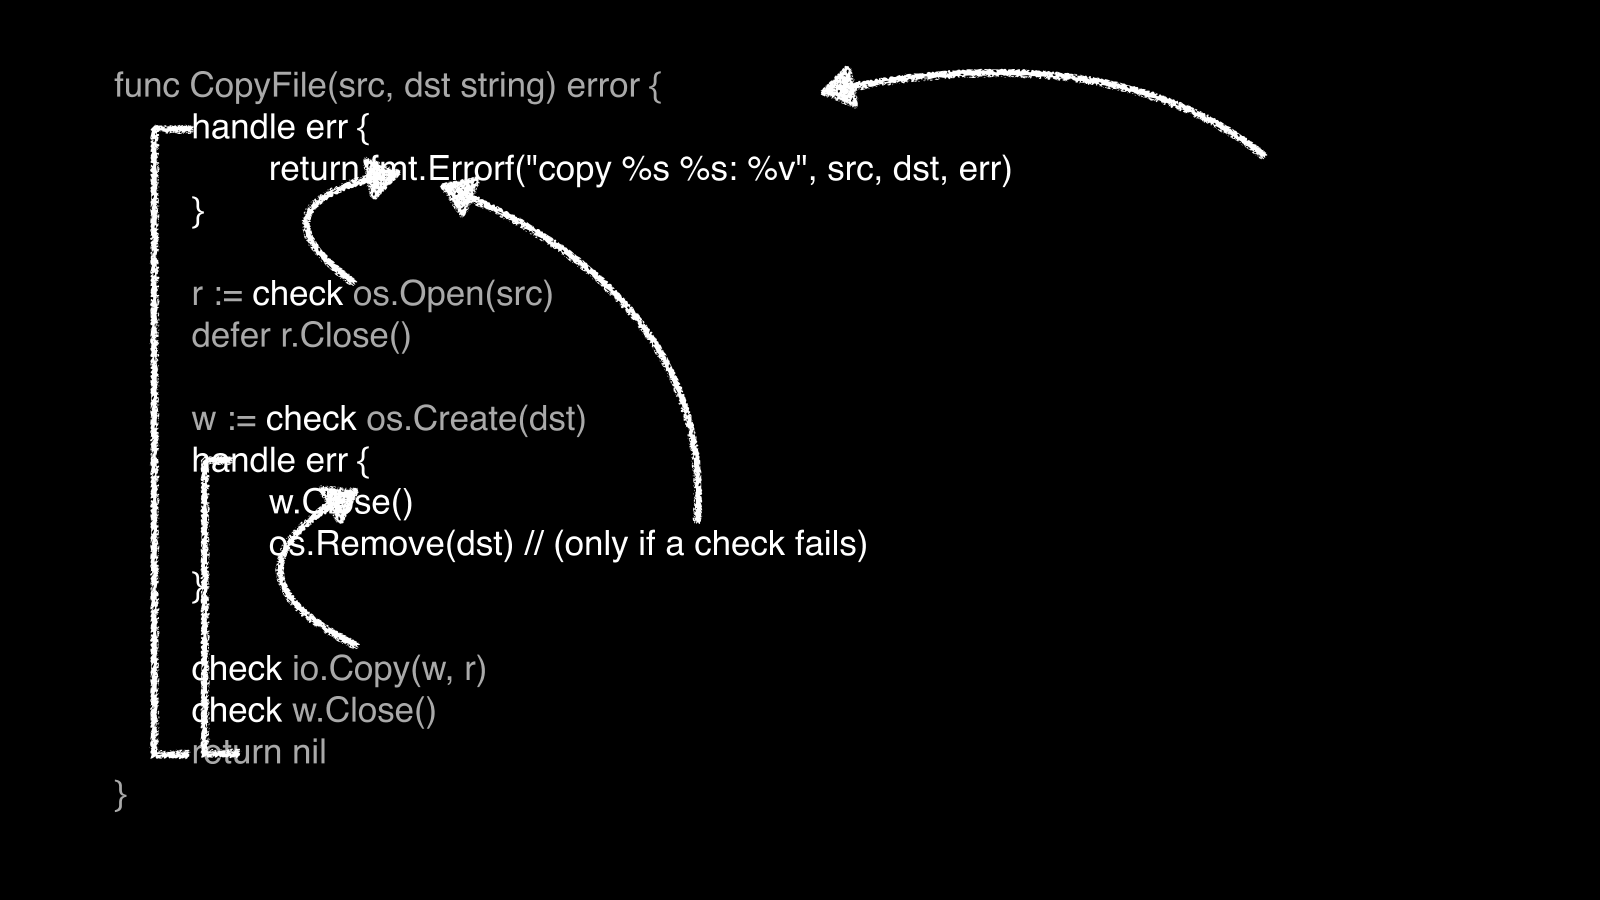 func CopyFile(src, dst string) error {
handle err {
return fmt.Errorf("copy %s %s: %v", src, dst, err)
}
r := check os.Open(src)
defer r.Close()
w := check os.Create(dst)
handle err {
w.Close()
os.Remove(dst) // (only if a check fails)
}
check io.Copy(w, r)
check w.Close()
return nil
}